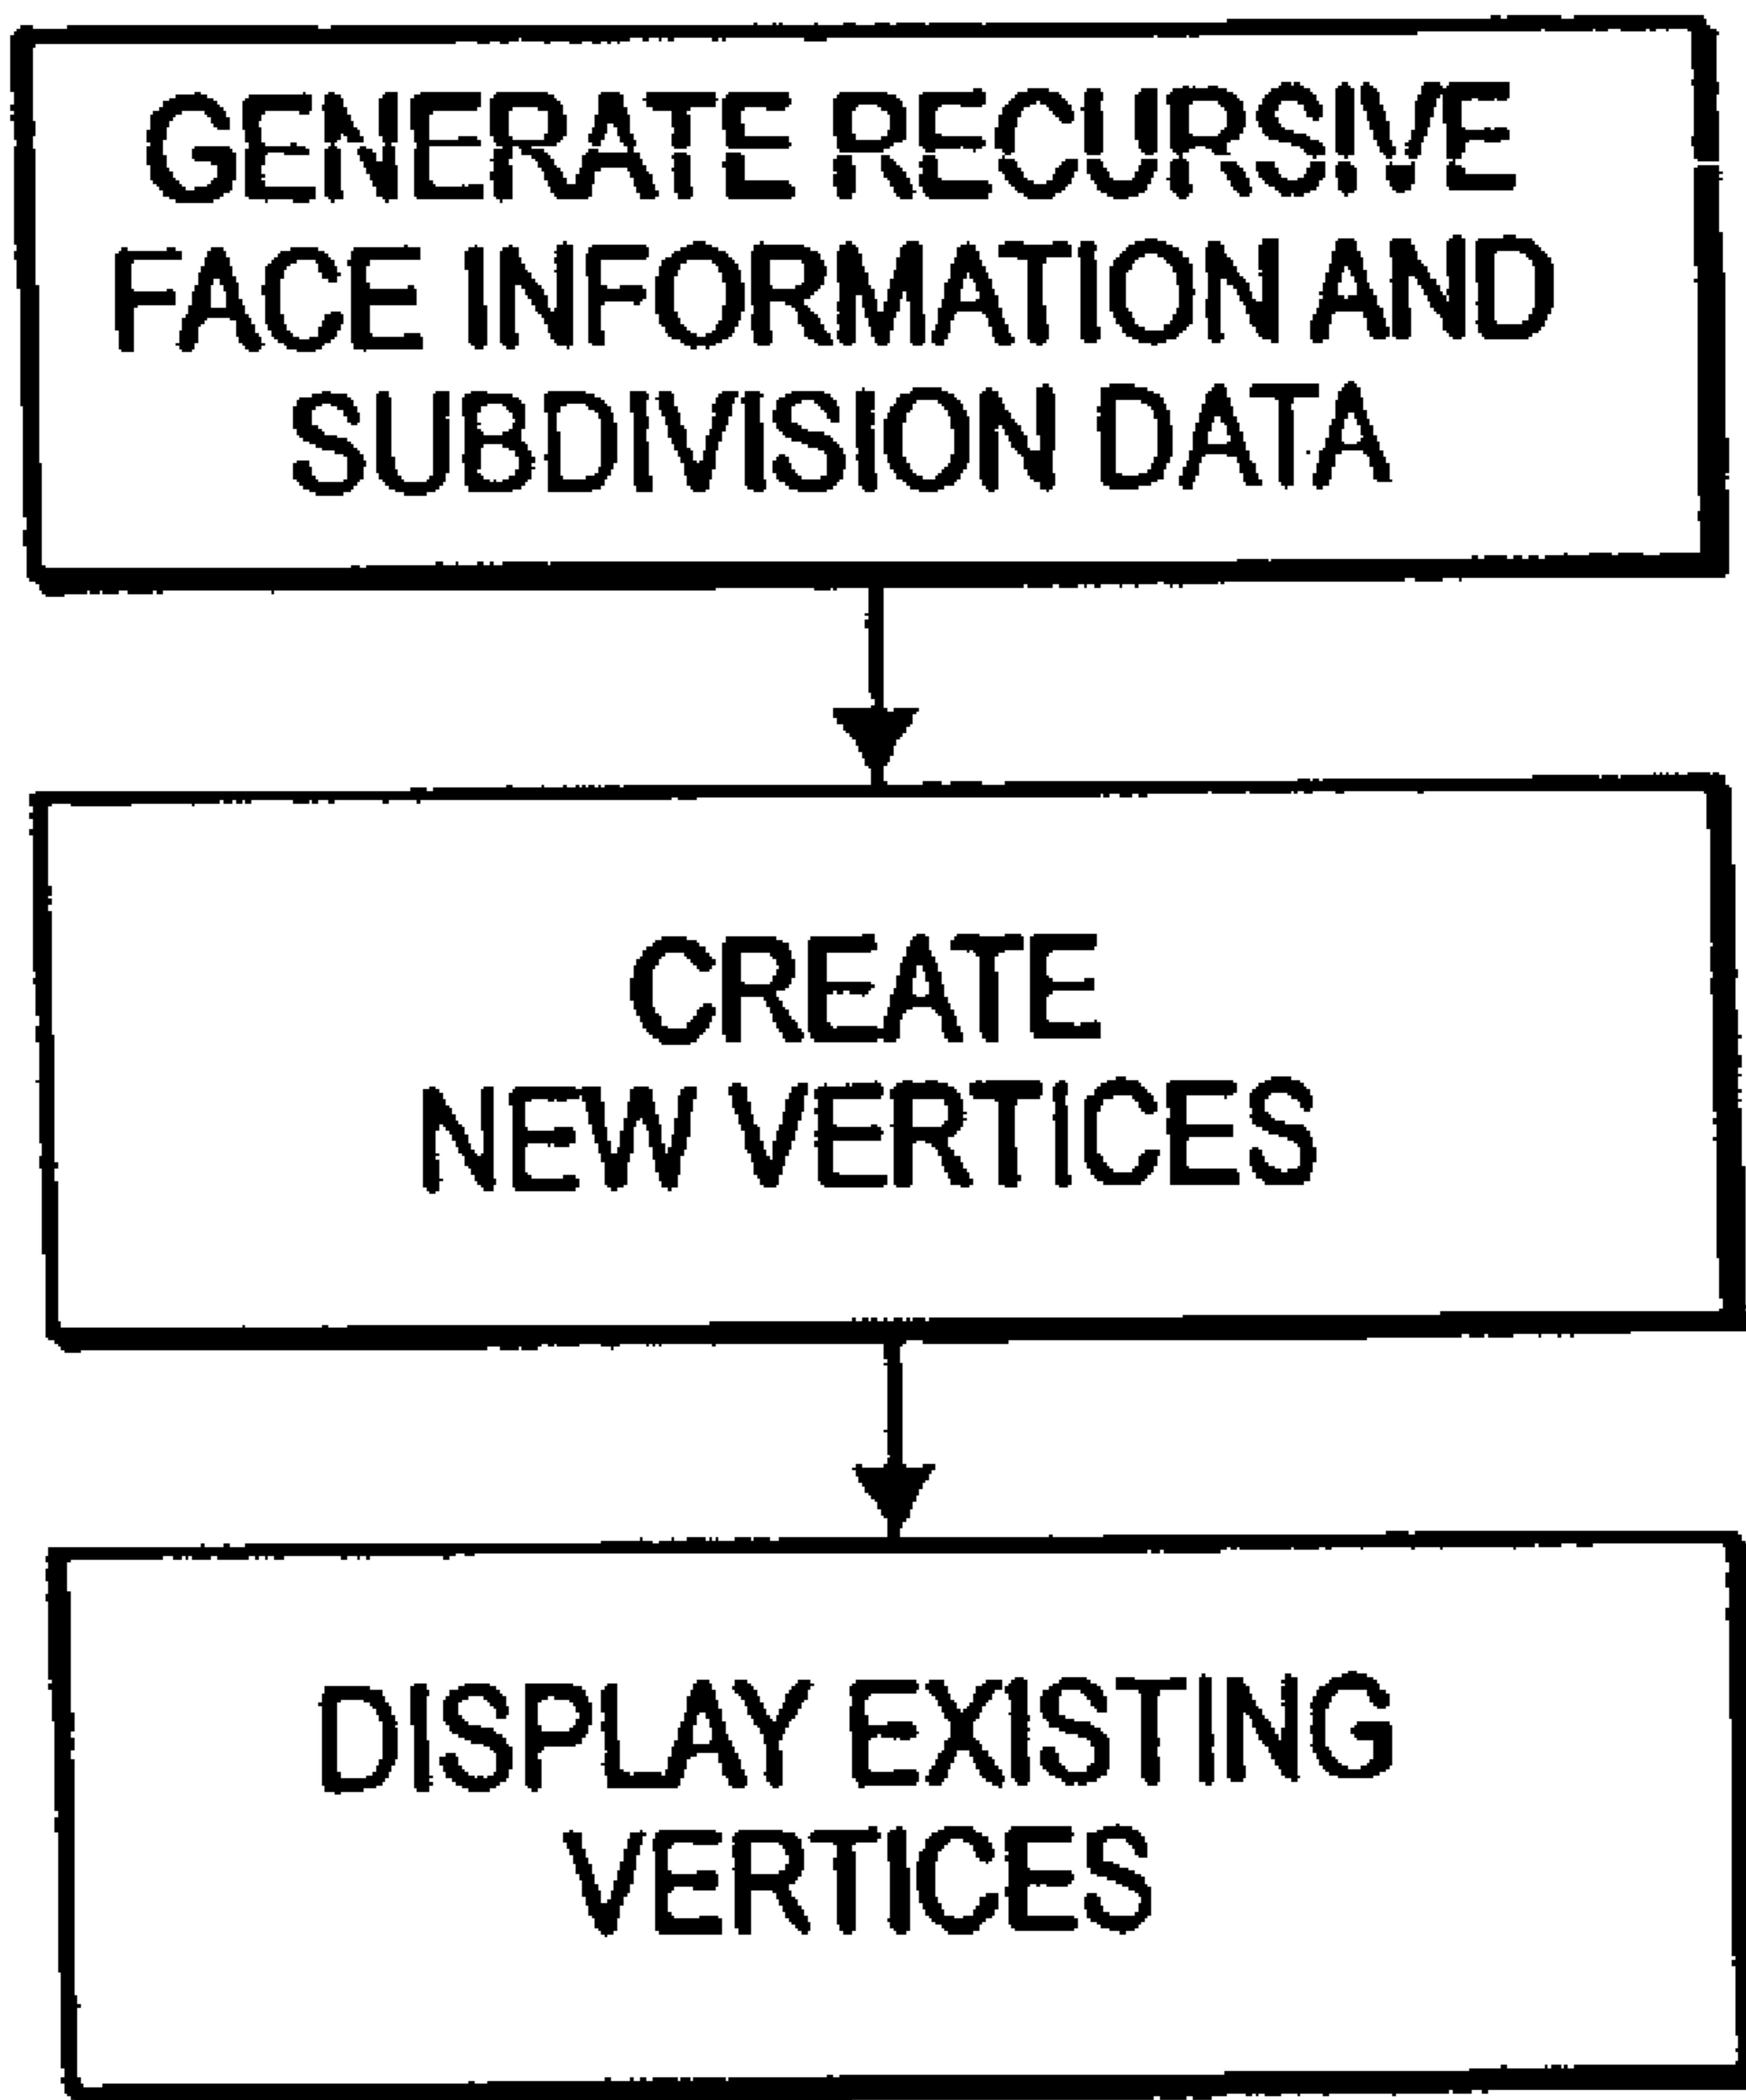 GENERATE RECURSIVE
FACE INFORMATION AND
SUBDIVISION DATA
CREATE
NEW VERTICES
DISPLAY EXISTING
VERTICES